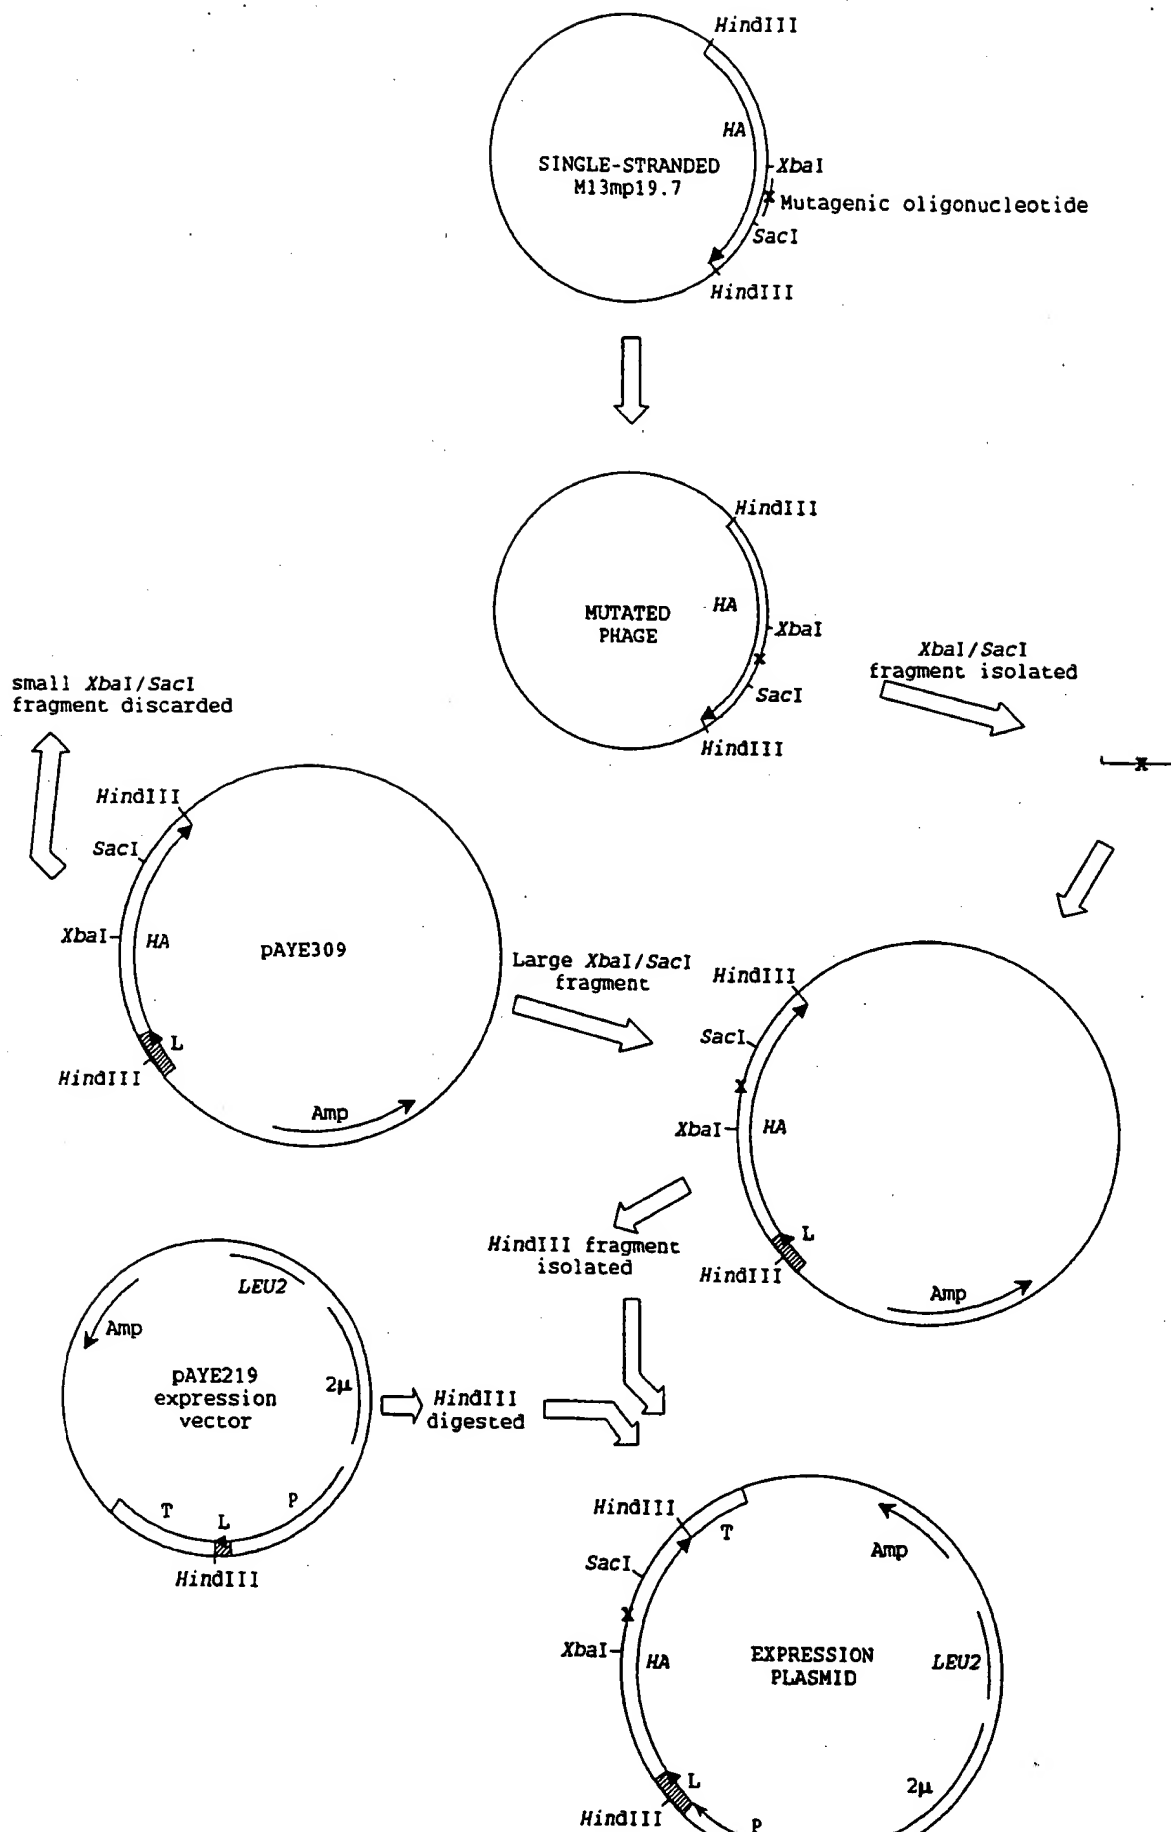 HindIII
HA
XbaI
SINGLE-STRANDED
M13mp19.7
x
Mutagenic oligonucleotide
SacI
HindIII
HindIII
HA
MUTATED
PHAGE
XbaI
x
SacI
HindIII
XbaI/SacI
fragment isolated
x
small XbaI/SacI
fragment discarded
HindIII
SacI
XbaI
HA
pAYE309
L
HindIII
Amp
Large XbaI/SacI
fragment
HindIII
SacI
x
XbaI
HA
L
HindIII
Amp
HindIII fragment
isolated
LEU2
Amp
pAYE219
expression
vector
2μ
T
L
P
HindIII
HindIII
digested
HindIII
T
Amp
SacI
x
XbaI
HA
EXPRESSION
PLASMID
LEU2
L
2μ
HindIII
P